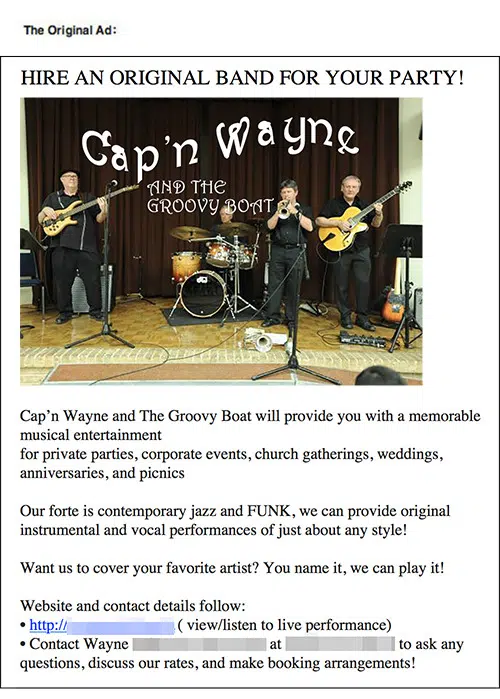 The Original Ad:
HIRE AN ORIGINAL BAND FOR YOUR PARTY!
Cap'n Wayne
AND THE
GROOVY BOAT
Cap'n Wayne and The Groovy Boat will provide you with a memorable
musical entertainment
for private parties, corporate events, church gatherings, weddings,
anniversaries, and picnics
Our forte is contemporary jazz and FUNK, we can provide original
instrumental and vocal performances of just about any style!
Want us to cover your favorite artist? You name it, we can play it!
Website and contact details follow:
• http:// ( view/listen to live performance)
• Contact Wayne at to ask any
questions, discuss our rates, and make booking arrangements!